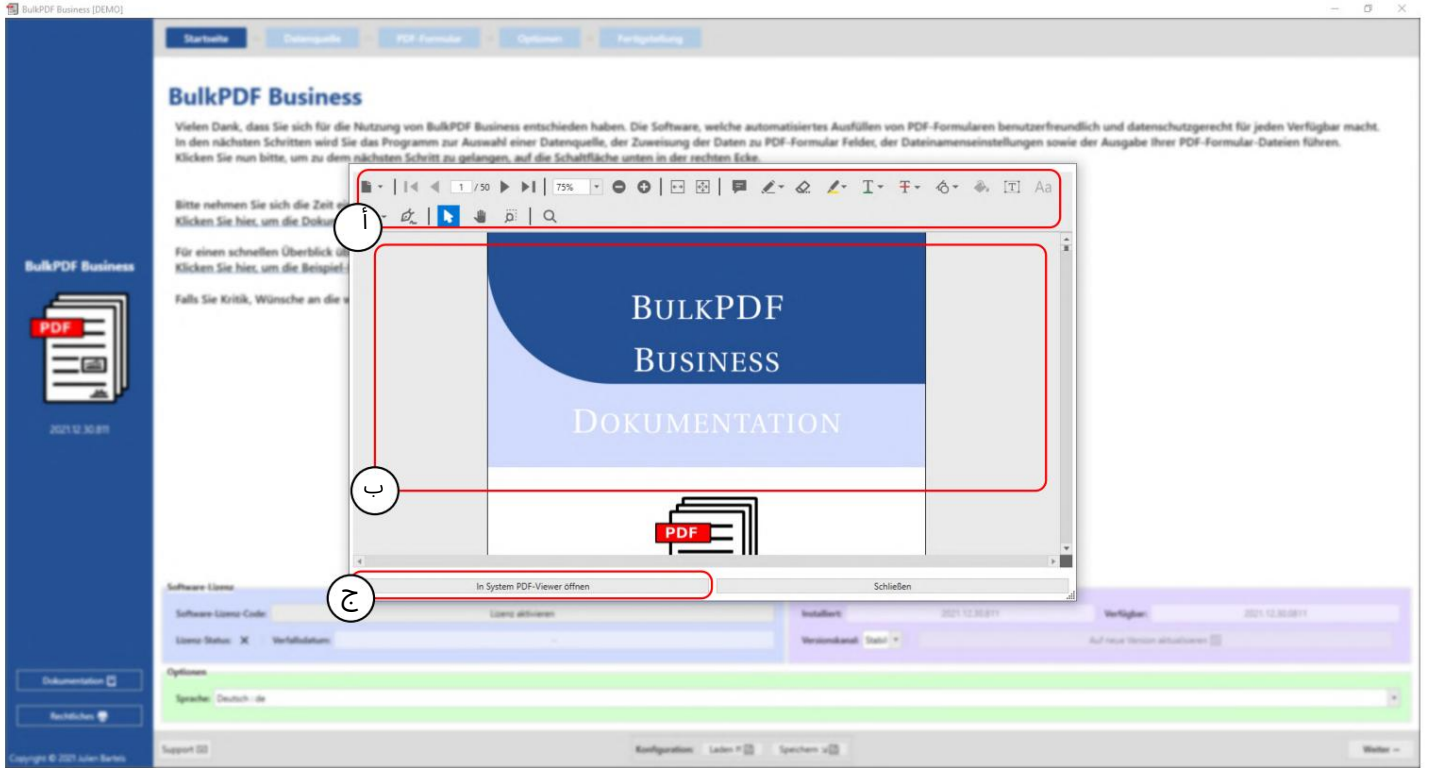 BulkPDF Business [DEMO]
Startseite
Datenquelle
PDF-Formular
Optionen
Fertigstellung
BulkPDF Business
Vielen Dank, dass Sie sich für die Nutzung von BulkPDF Business entschieden haben. Die Software, welche automatisiertes Ausfüllen von PDF-Formularen benutzerfreundlich und datenschutzgerecht für jeden Verfügbar macht.
In den nächsten Schritten wird Sie das Programm zur Auswahl einer Datenquelle, der Zuweisung der Daten zu PDF-Formular Felder, der Dateinamenseinstellungen sowie der Ausgabe Ihrer PDF-Formular-Dateien führen.
Klicken Sie nun bitte, um zu dem nächsten Schritt zu gelangen, auf die Schaltfläche unten in der rechten Ecke.
1 / 50 75% T T [T] Aa
Bitte nehmen Sie sich die Zeit
أ
Klicken Sie hier, um die
Für einen schnellen Überblick
Klicken Sie hier, um die Beispiel-
Falls Sie Kritik, Wünsche an die
BulkPDF Business
PDF
2021.12.30.811
BULKPDF
BUSINESS
DOKUMENTATION
ب
PDF
In System PDF-Viewer öffnen
Schließen
ج
Software-Lizenz
Software-Lizenz-Code: Lizenz aktivieren
Installiert: 2021.12.30.811 Verfügbar: 2021.12.30.0811
Lizenz-Status: X Verfallsdatum: -
Versionskanal: Stabil Auf neue Version aktualisieren
Optionen
Sprache: Deutsch : de
Dokumentation
Rechtliches
Copyright © 2021 Julien Bartels
Support
Konfiguration: Laden Speichern
Weiter